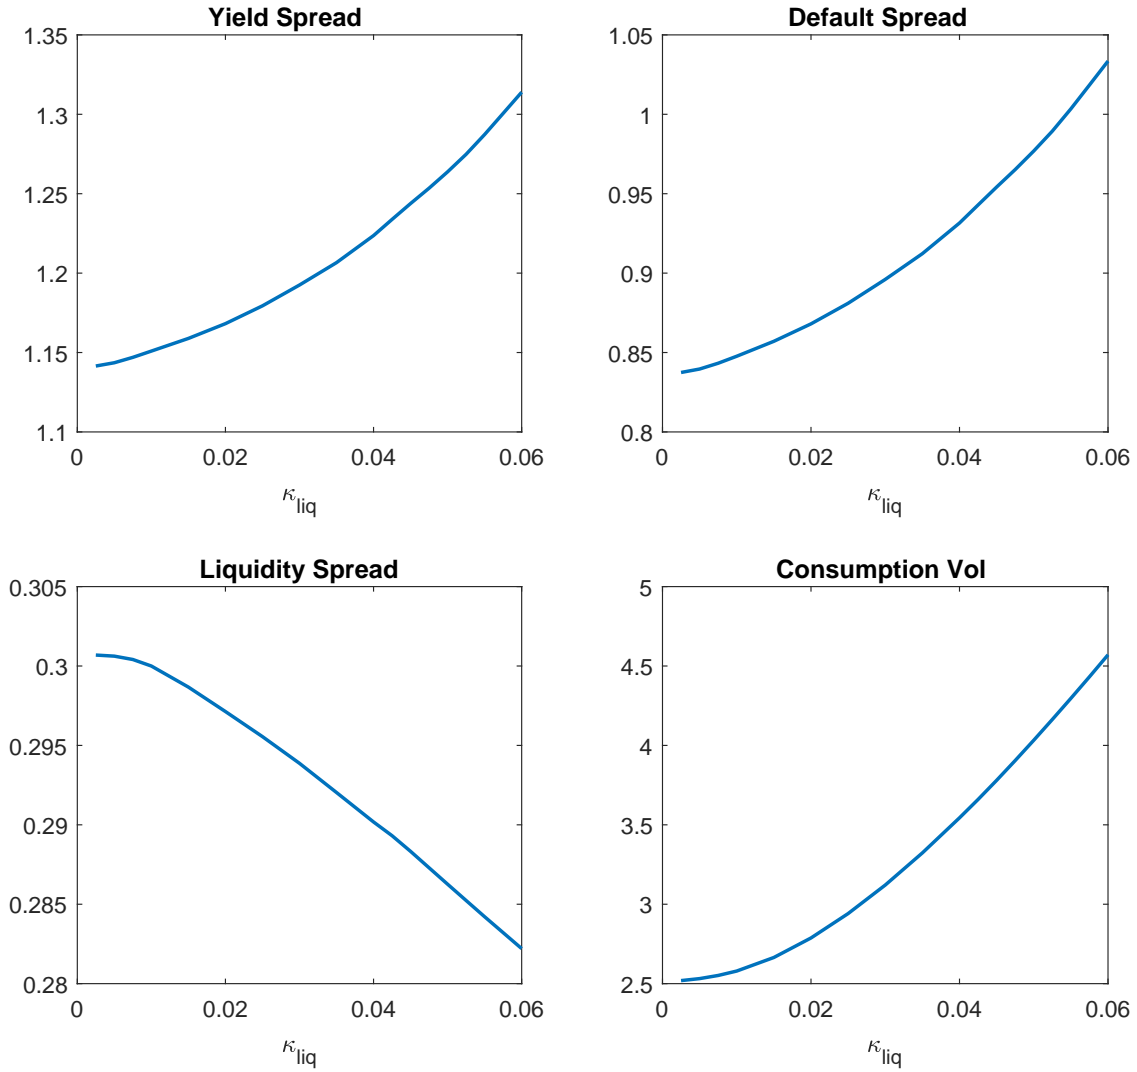 Yield Spread
1.35
1.3
1.25
1.2
1.15
1.1
0 0.02 0.04 0.06
κliq
Default Spread
1.05
1
0.95
0.9
0.85
0.8
0 0.02 0.04 0.06
κliq
Liquidity Spread
0.305
0.3
0.295
0.29
0.285
0.28
0 0.02 0.04 0.06
κliq
Consumption Vol
5
4.5
4
3.5
3
2.5
0 0.02 0.04 0.06
κliq